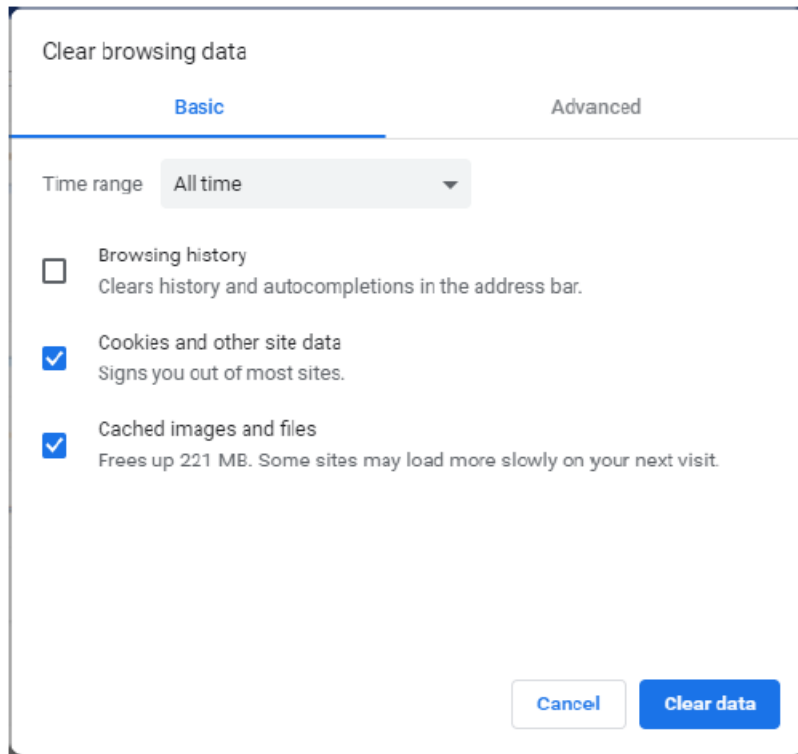 Clear browsing data
Basic
Advanced
Time range
All time
Browsing history
Clears history and autocompletions in the address bar.
Cookies and other site data
Signs you out of most sites.
Cached images and files
Frees up 221 MB. Some sites may load more slowly on your next visit.
Cancel
Clear data